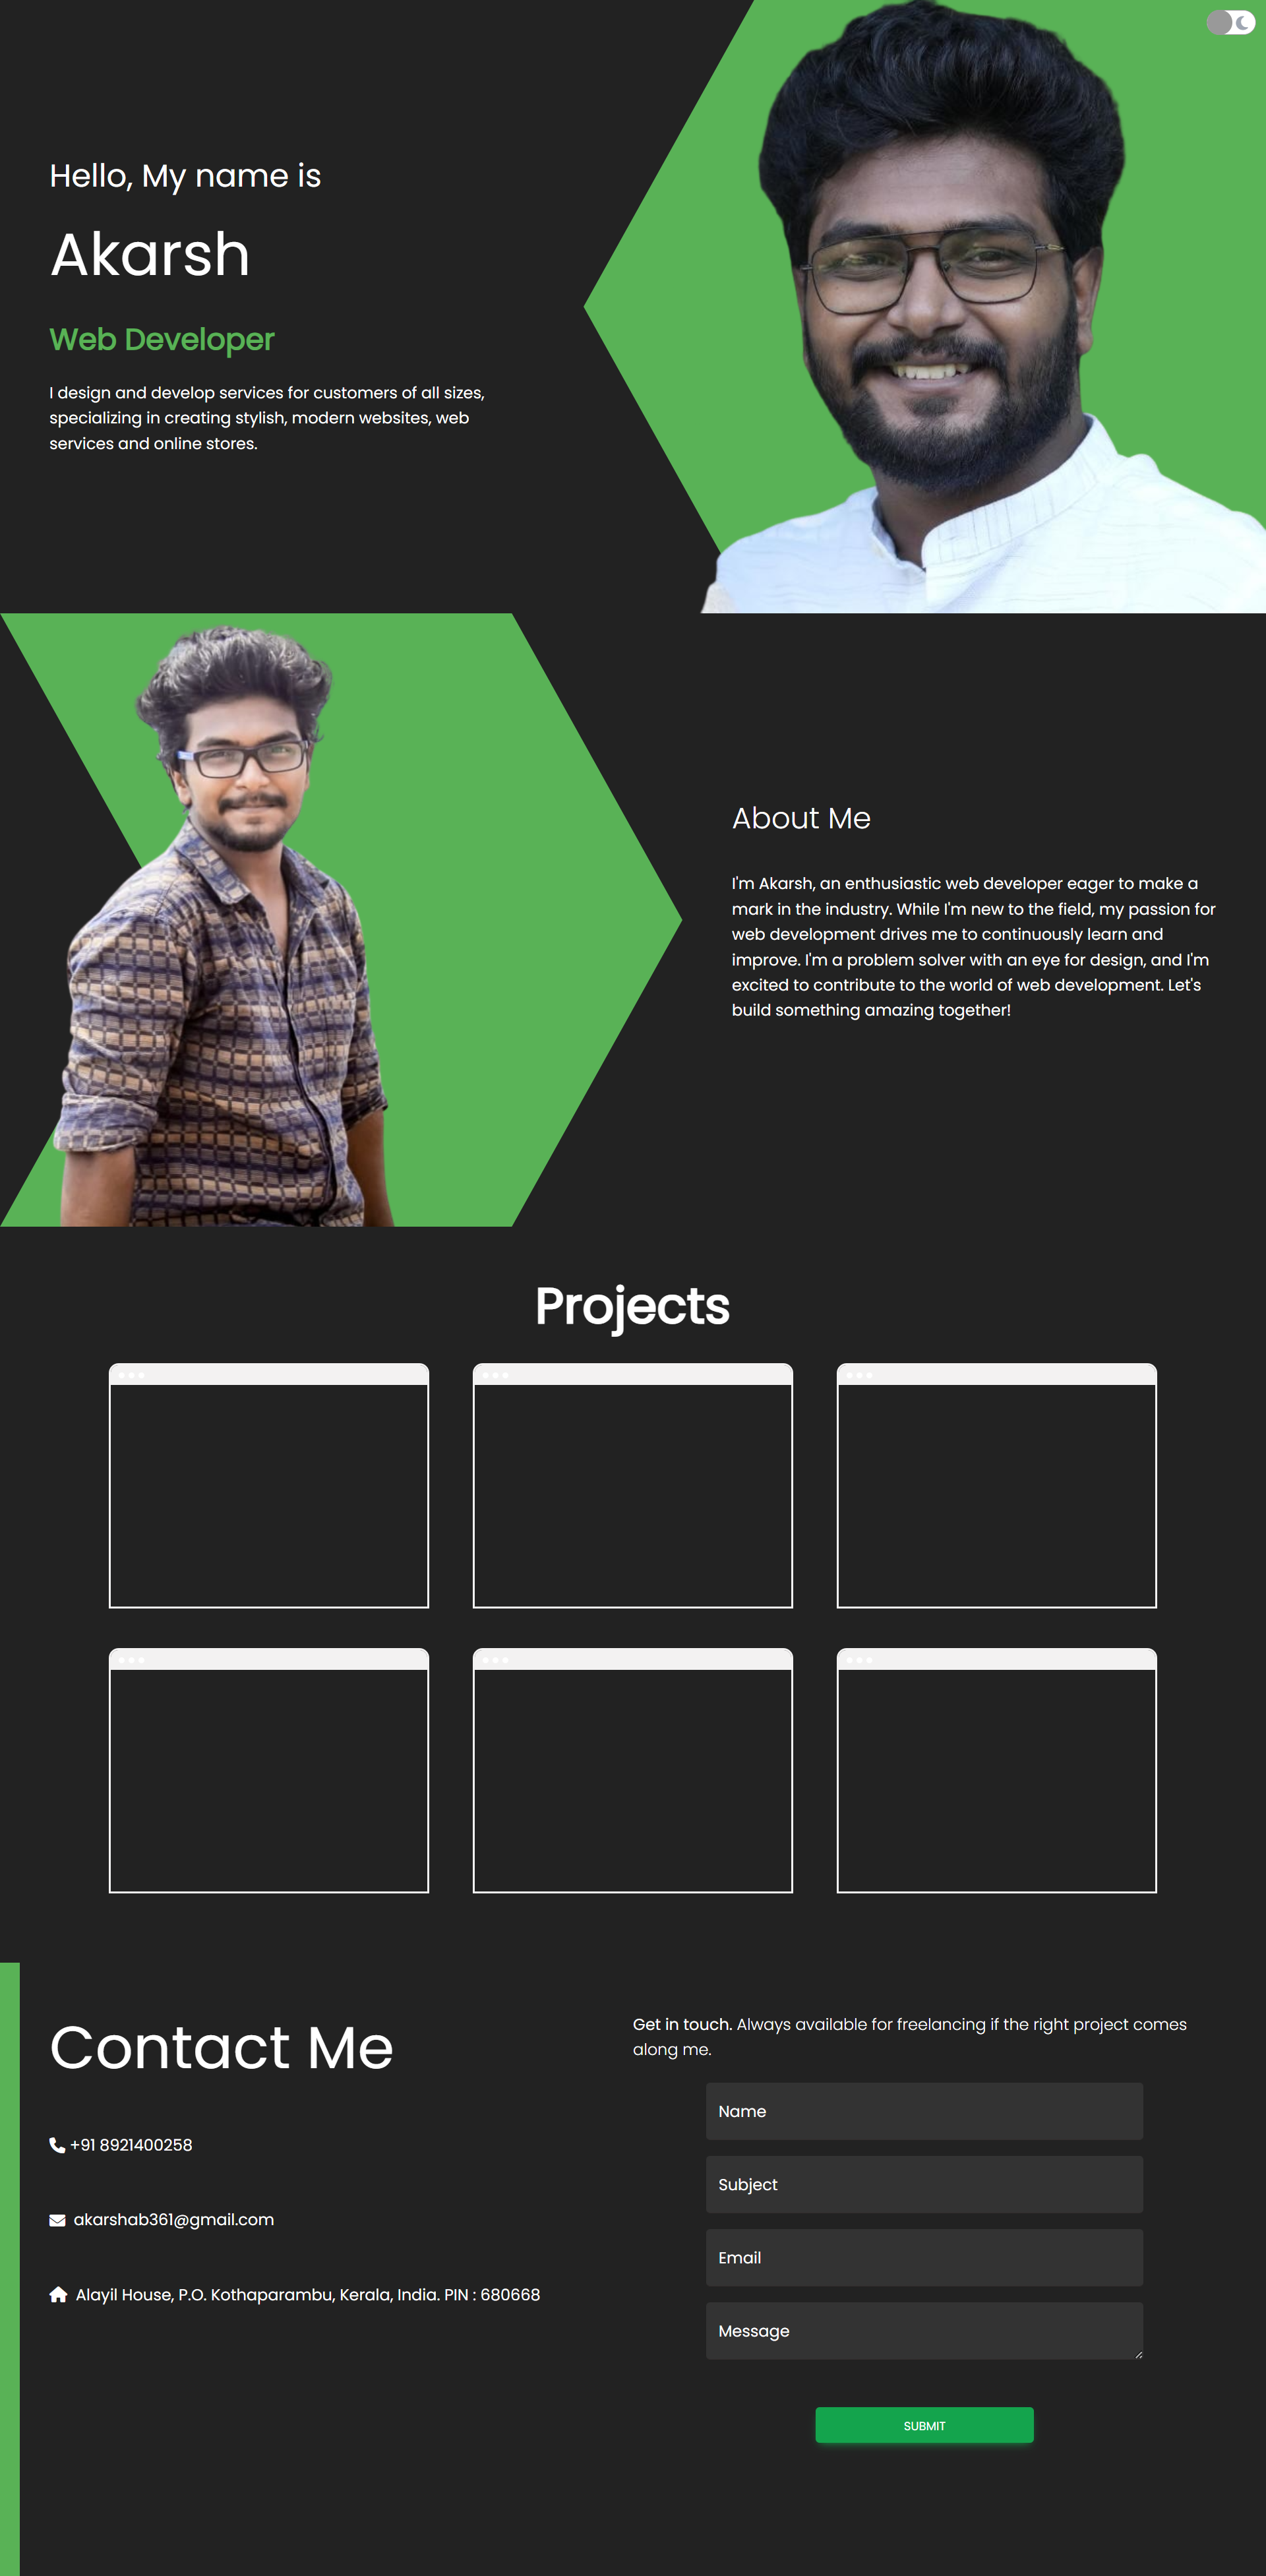 Hello, My name is
Akarsh
Web Developer
I design and develop services for customers of all sizes,
specializing in creating stylish, modern websites, web
services and online stores.
About Me
I'm Akarsh, an enthusiastic web developer eager to make a
mark in the industry. While I'm new to the field, my passion for
web development drives me to continuously learn and
improve. I'm a problem solver with an eye for design, and I'm
excited to contribute to the world of web development. Let's
build something amazing together!
Projects
Contact Me
+91 8921400258
akarshab361@gmail.com
Alayil House, P.O. Kothaparambu, Kerala, India. PIN : 680668
Get in touch. Always available for freelancing if the right project comes
along me.
Name
Subject
Email
Message
SUBMIT